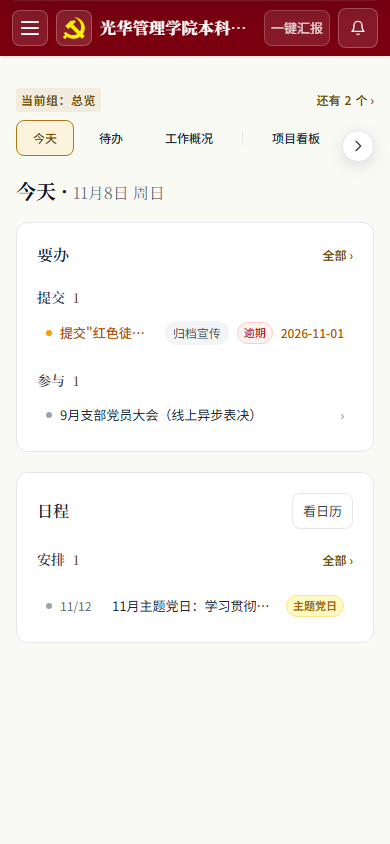 光华管理学院本科… 一键汇报
当前组：总览 还有 2 个 ›
今天 待办 工作概况 项目看板
今天 · 11月8日 周日
要办 全部 ›
提交 1
提交"红色徒… 归档宣传 逾期 2026-11-01
参与 1
9月支部党员大会（线上异步表决） ›
日程 看日历
安排 1 全部 ›
11/12 11月主题党日：学习贯彻… 主题党日